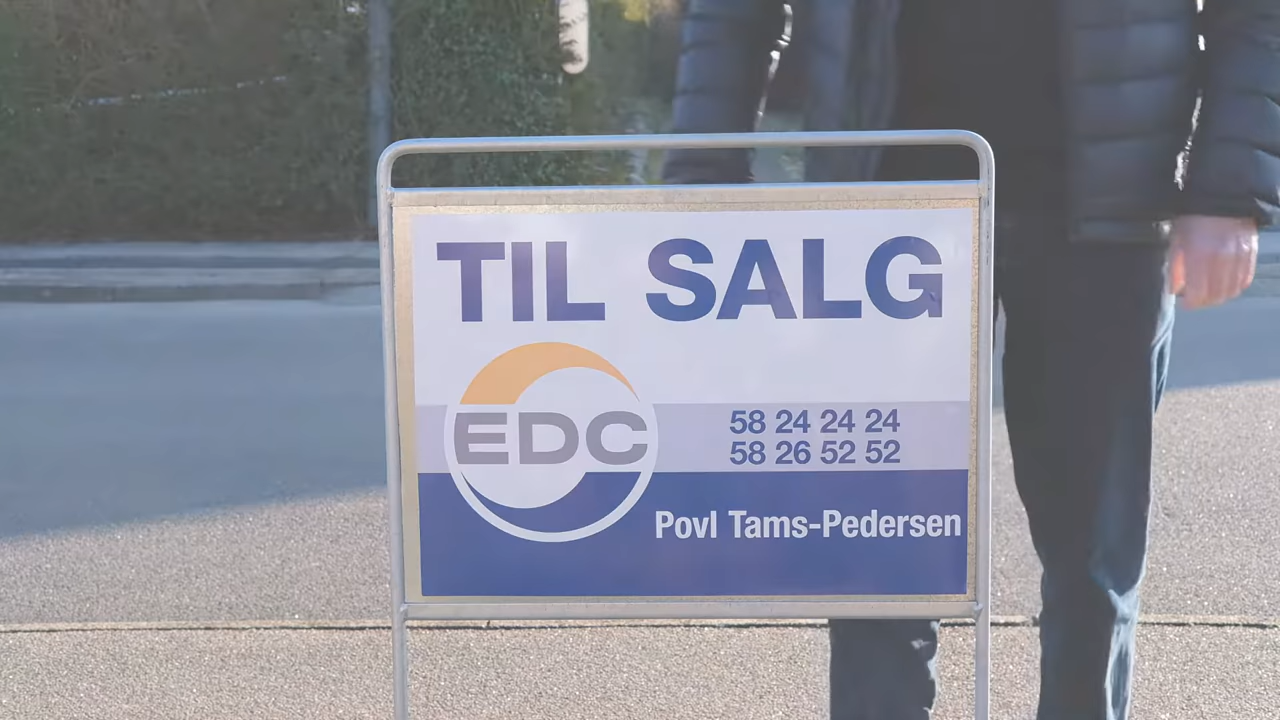 TIL SALG
EDC
58 24 24 24
58 26 52 52
Povl Tams-Pedersen